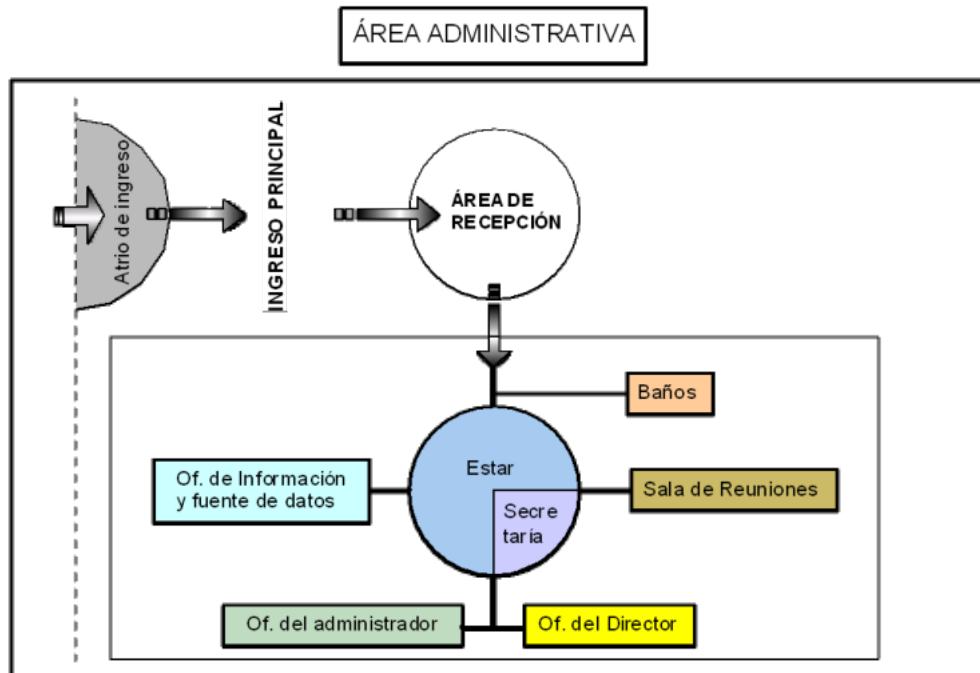 ÁREA ADMINISTRATIVA
Atrio de ingreso
INGRESO PRINCIPAL
ÁREA DE
RECEPCIÓN
Baños
Estar
Of. de Información
y fuente de datos
Sala de Reuniones
Secre
taría
Of. del administrador
Of. del Director